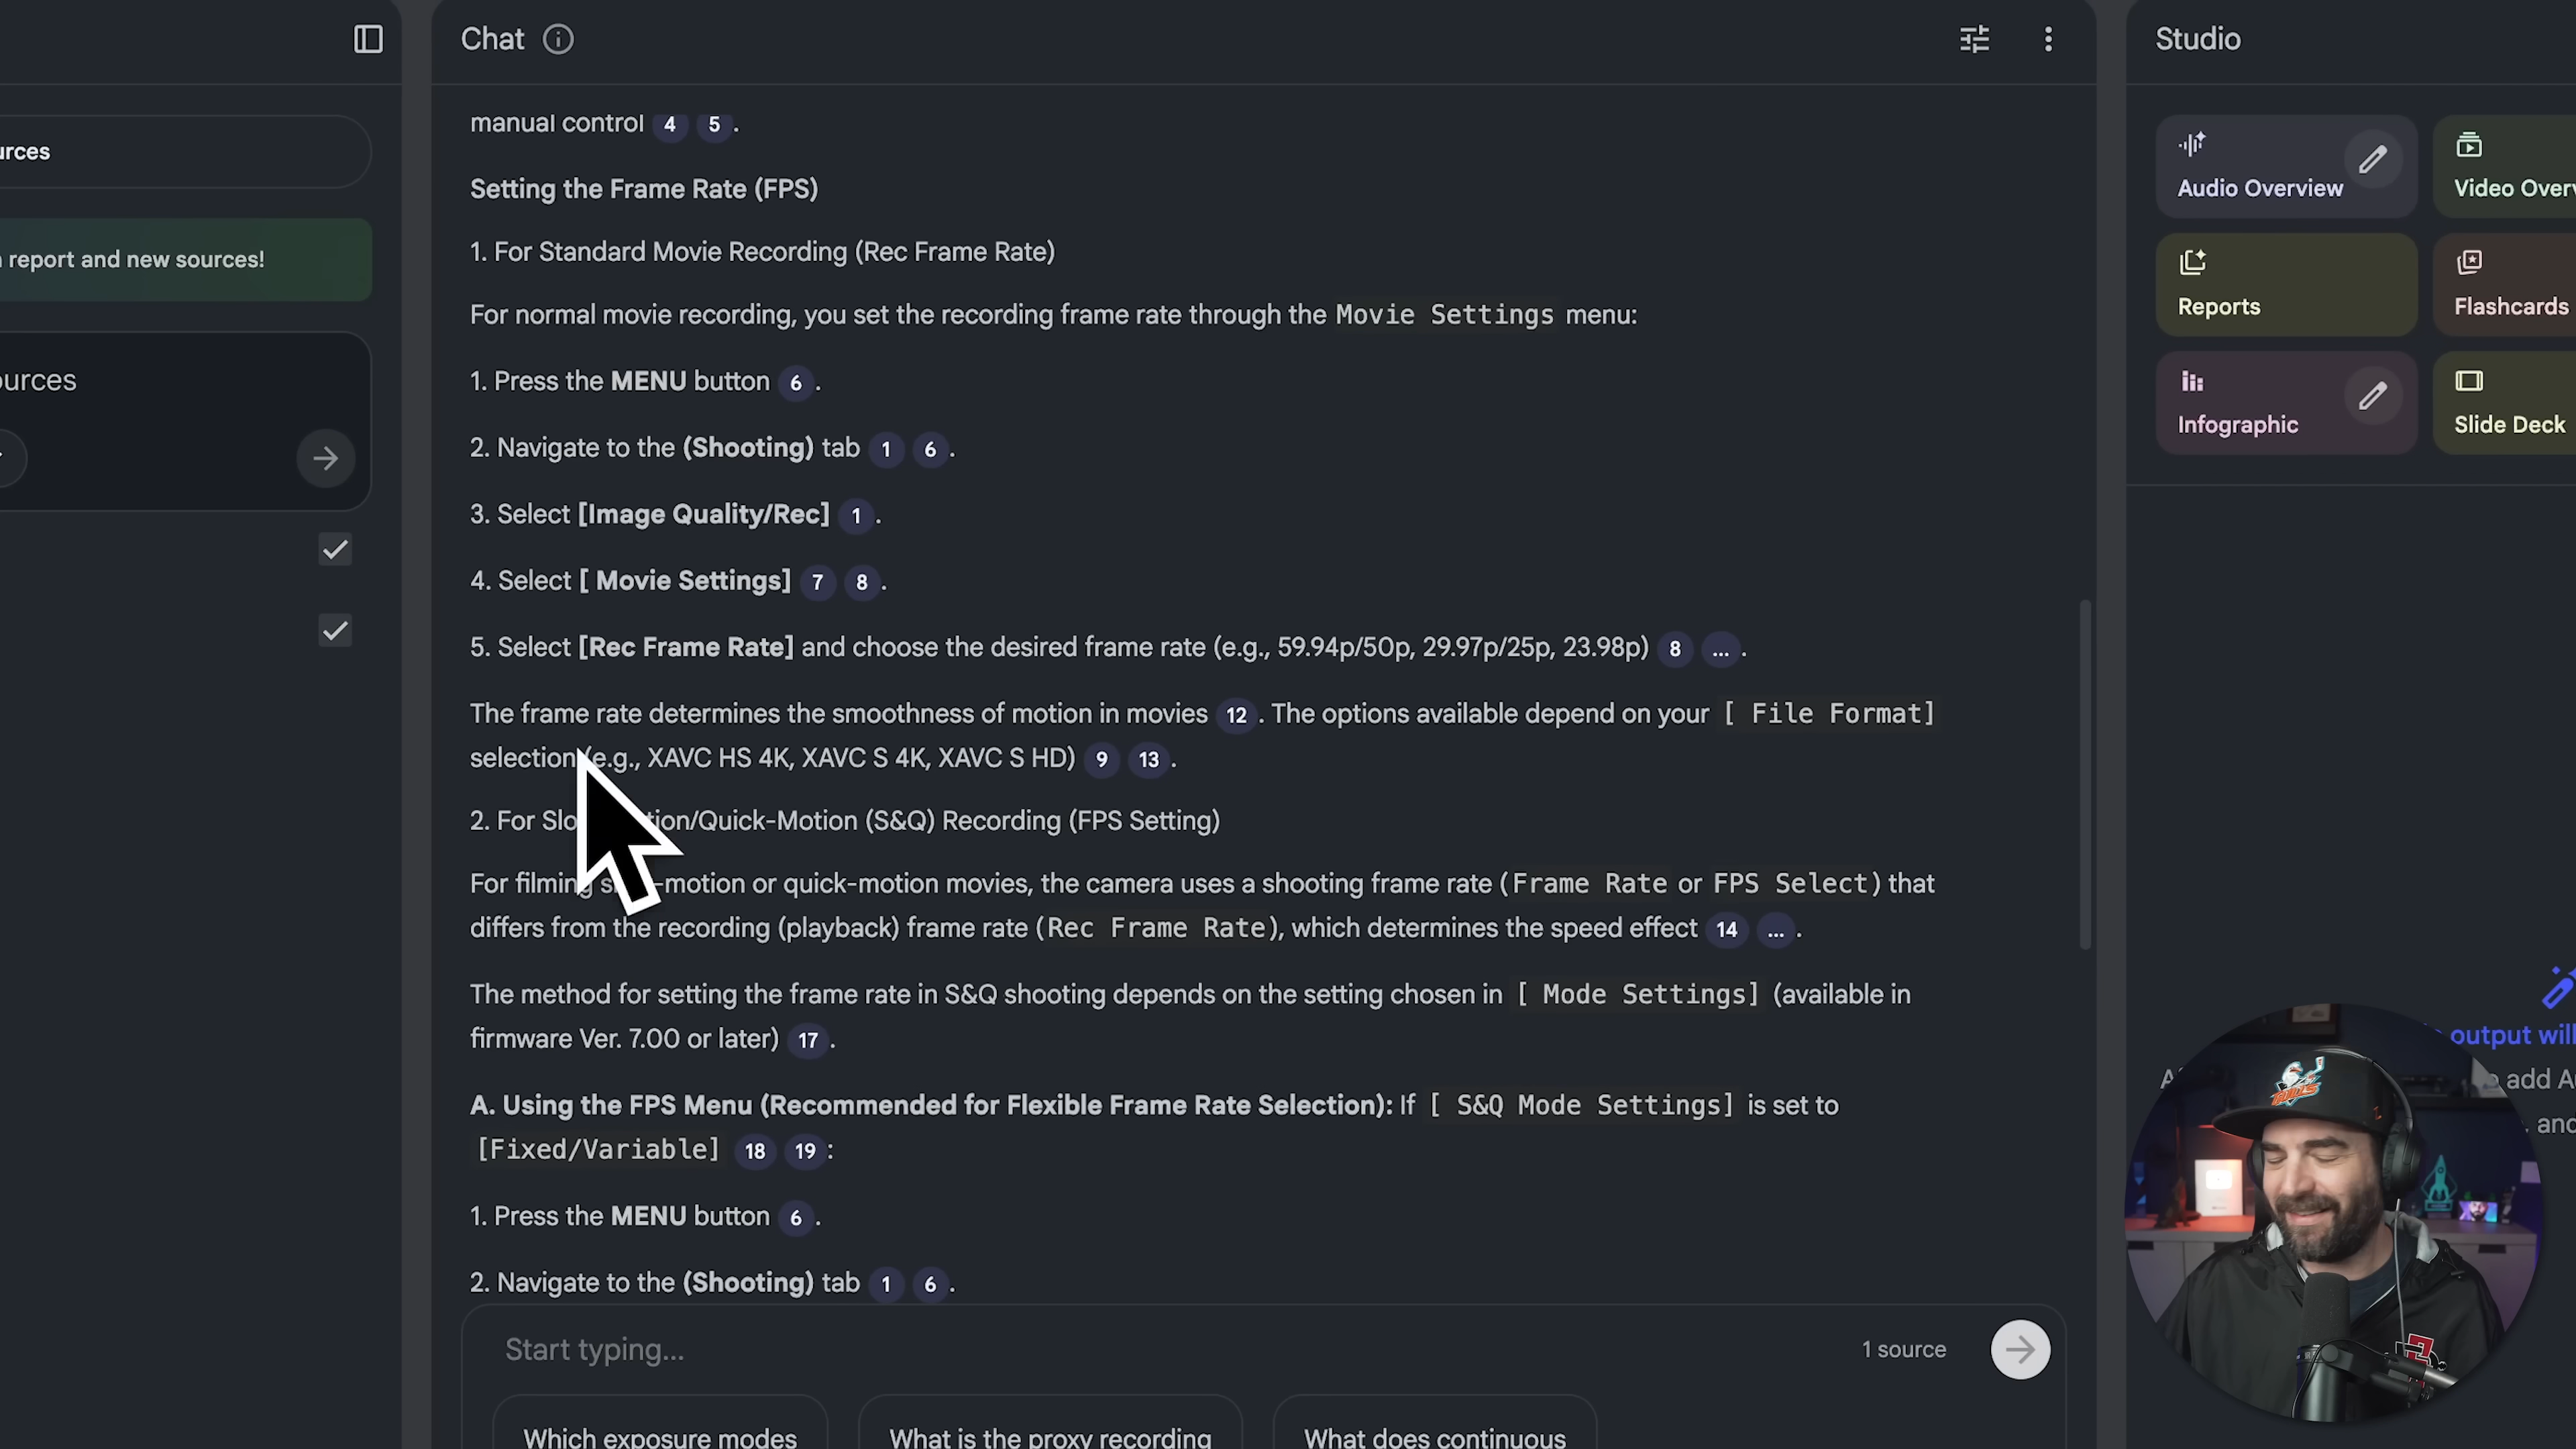 Chat
Studio
urces
report and new sources!
ources
manual control 4 5 .
Setting the Frame Rate (FPS)
1. For Standard Movie Recording (Rec Frame Rate)
For normal movie recording, you set the recording frame rate through the Movie Settings menu:
1. Press the MENU button 6 .
2. Navigate to the (Shooting) tab 1 6 .
3. Select [Image Quality/Rec] 1 .
4. Select [ Movie Settings] 7 8 .
5. Select [Rec Frame Rate] and choose the desired frame rate (e.g., 59.94p/50p, 29.97p/25p, 23.98p) 8 ... .
The frame rate determines the smoothness of motion in movies 12 . The options available depend on your [ File Format]
selection (e.g., XAVC HS 4K, XAVC S 4K, XAVC S HD) 9 13 .
2. For Slo tion/Quick-Motion (S&Q) Recording (FPS Setting)
For filming s -motion or quick-motion movies, the camera uses a shooting frame rate (Frame Rate or FPS Select) that
differs from the recording (playback) frame rate (Rec Frame Rate), which determines the speed effect 14 ... .
The method for setting the frame rate in S&Q shooting depends on the setting chosen in [ Mode Settings] (available in
firmware Ver. 7.00 or later) 17 .
A. Using the FPS Menu (Recommended for Flexible Frame Rate Selection): If [ S&Q Mode Settings] is set to
[Fixed/Variable] 18 19 :
1. Press the MENU button 6 .
2. Navigate to the (Shooting) tab 1 6 .
Start typing...
1 source
Which exposure modes
What is the proxy recording
What does continuous
Audio Overview
Video Over
Reports
Flashcards
Infographic
Slide Deck
output will
add A
. and